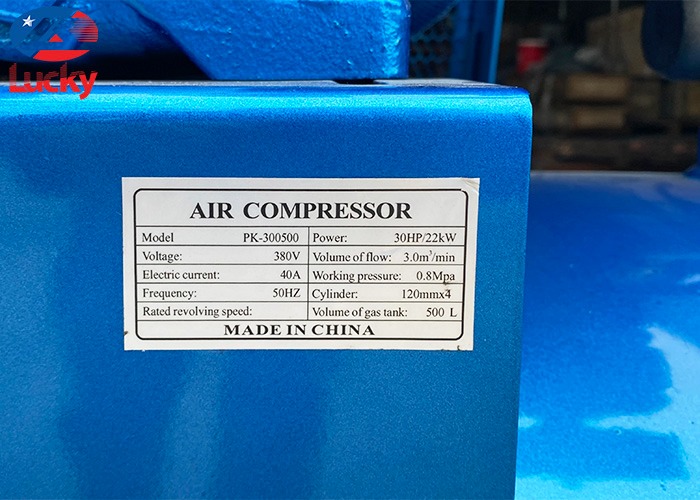 Lucky
AIR COMPRESSOR
Model PK-300500 Power: 30HP/22kW
Voltage: 380V Volume of flow: 3.0m³/min
Electric current: 40A Working pressure: 0.8Mpa
Frequency: 50HZ Cylinder: 120mmx4
Rated revolving speed: Volume of gas tank: 500 L
MADE IN CHINA